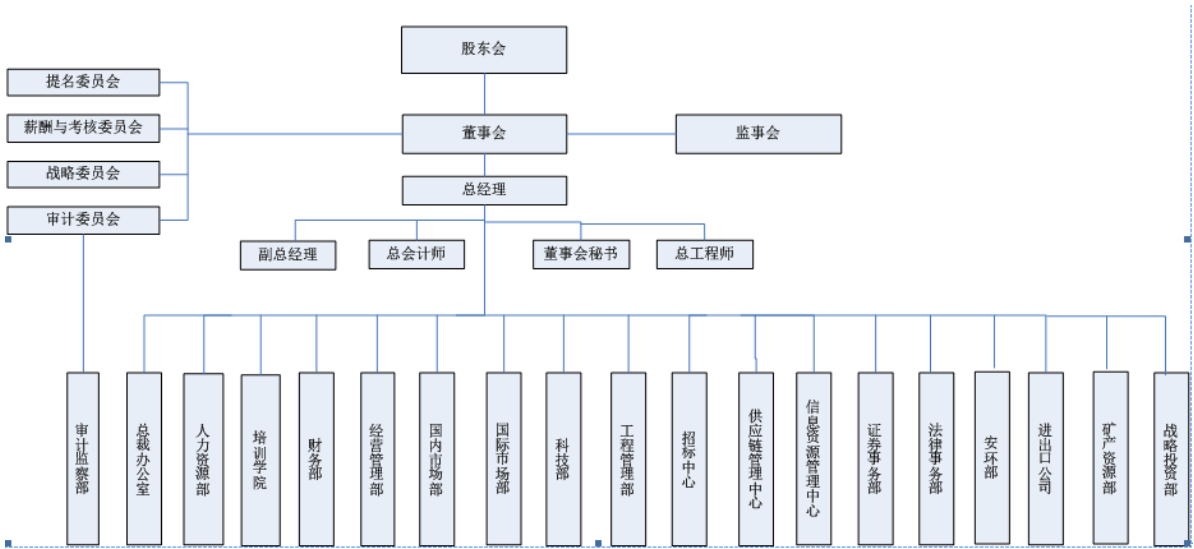 股东会
提名委员会
薪酬与考核委员会
董事会
监事会
战略委员会
总经理
审计委员会
副总经理
总会计师
董事会秘书
总工程师
审计监察部
总裁办公室
人力资源部
培训学院
财务部
经营管理部
国内市场部
国际市场部
科技部
工程管理部
招标中心
供应链管理中心
信息资源管理中心
证券事务部
法律事务部
安环部
进出口公司
矿产资源部
战略投资部